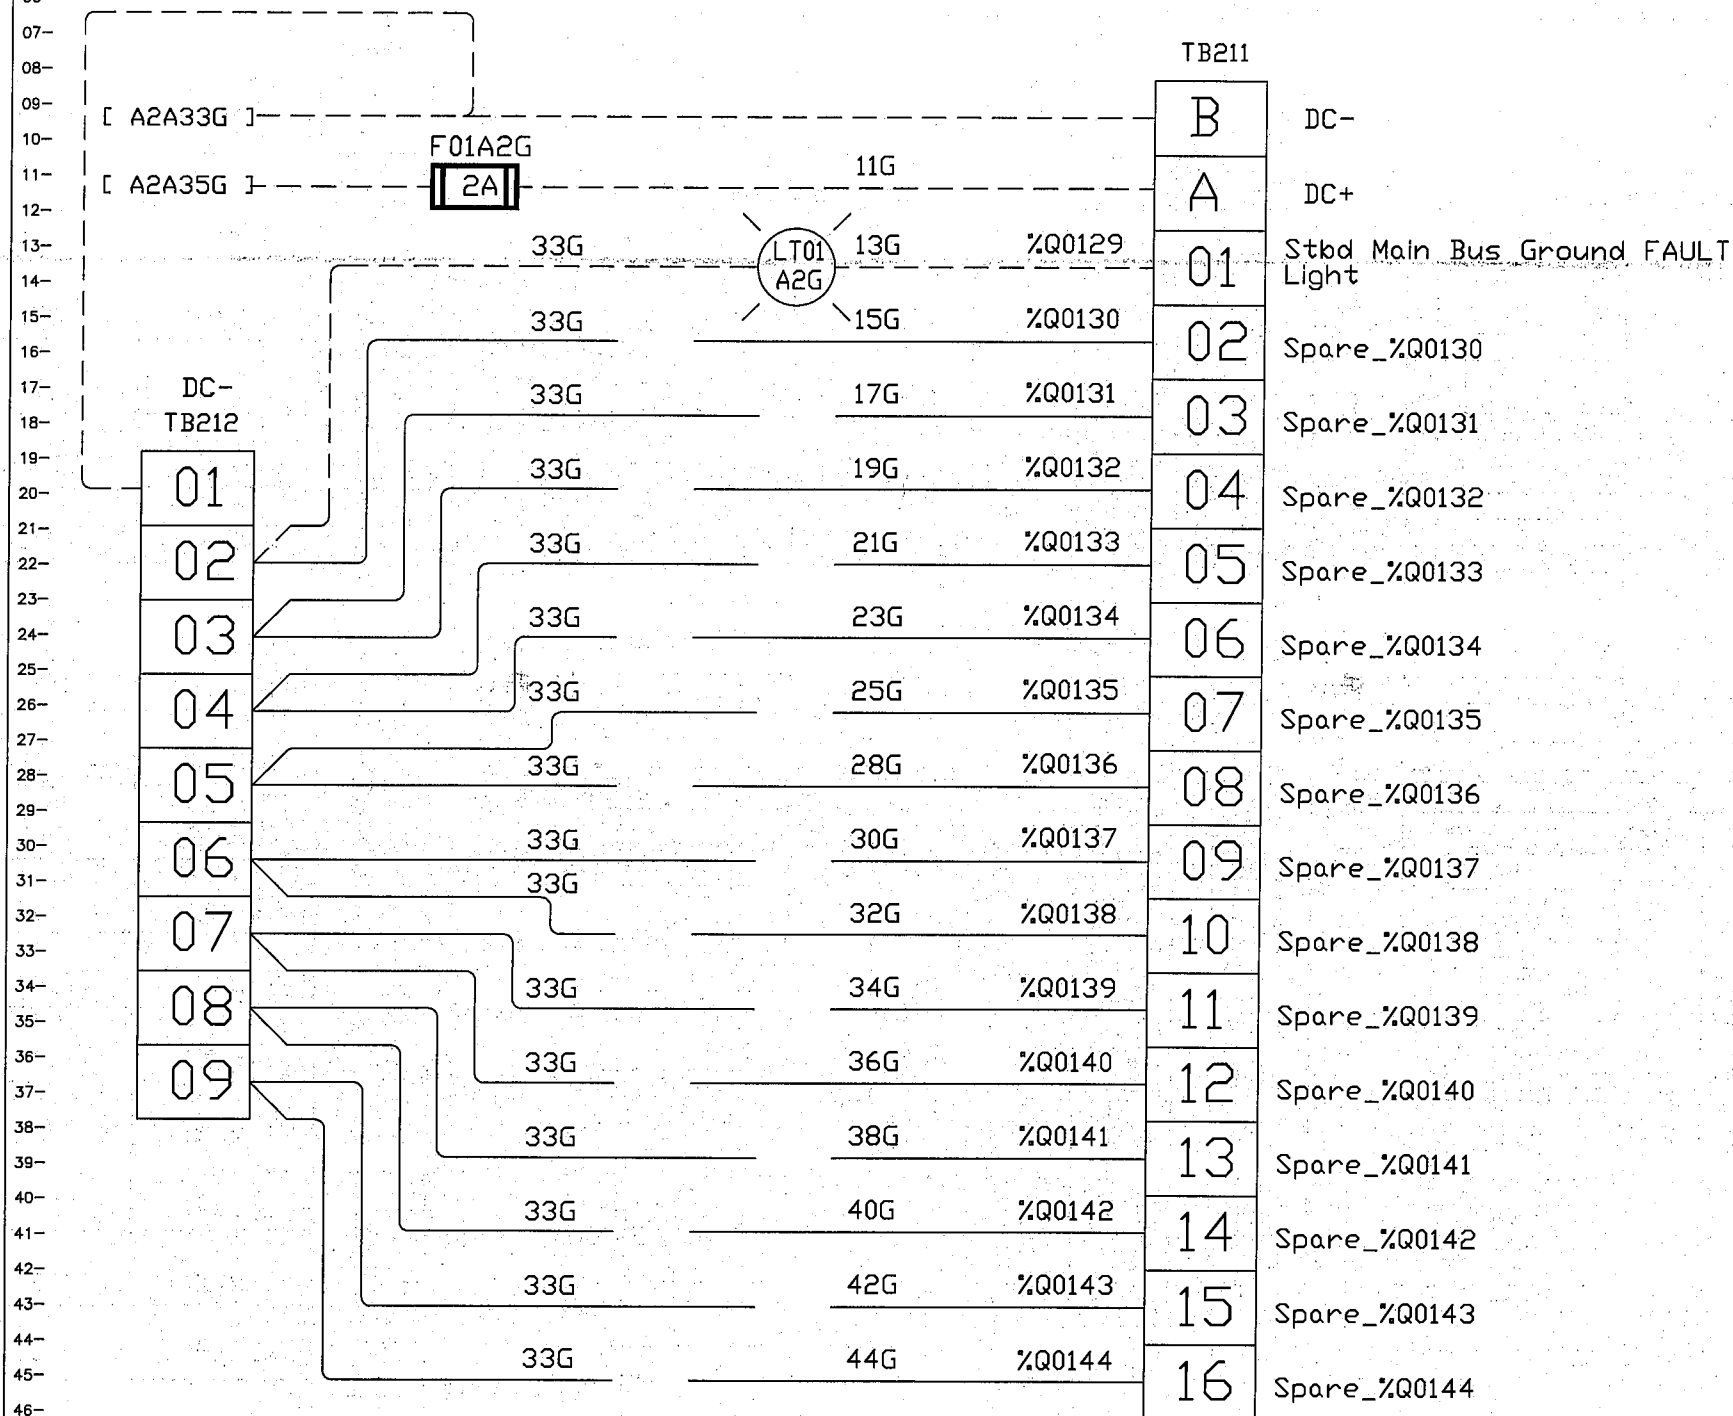 07-
TB211
08-
09-
[ A2A33G ]
B
DC-
10-
F01A2G
11-
[ A2A35G ]
2A
11G
A
DC+
12-
13-
33G
LT01
A2G
13G
%Q0129
01
Stbd Main Bus Ground FAULT
Light
14-
15-
33G
15G
%Q0130
02
Spare_%Q0130
16-
17-
DC-
TB212
33G
17G
%Q0131
03
Spare_%Q0131
18-
19-
01
33G
19G
%Q0132
04
Spare_%Q0132
20-
21-
02
33G
21G
%Q0133
05
Spare_%Q0133
22-
23-
03
33G
23G
%Q0134
06
Spare_%Q0134
24-
25-
04
33G
25G
%Q0135
07
Spare_%Q0135
26-
27-
05
33G
28G
%Q0136
08
Spare_%Q0136
28-
29-
06
33G
30G
%Q0137
09
Spare_%Q0137
30-
31-
33G
07
32G
%Q0138
10
Spare_%Q0138
32-
33-
34-
08
33G
34G
%Q0139
11
Spare_%Q0139
35-
36-
09
33G
36G
%Q0140
12
Spare_%Q0140
37-
38-
33G
38G
%Q0141
13
Spare_%Q0141
39-
40-
33G
40G
%Q0142
14
Spare_%Q0142
41-
42-
33G
42G
%Q0143
15
Spare_%Q0143
43-
44-
33G
44G
%Q0144
16
Spare_%Q0144
45-
46-